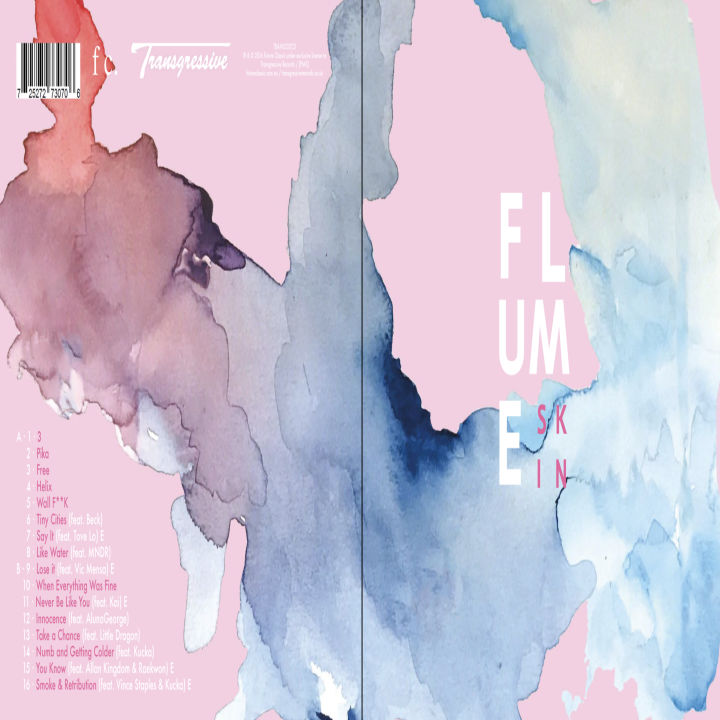 7 25272 73070 6
fc.
Transgressive
FL
UM
E
SK
IN
A - 1 3
2 Pika
3 Free
4 Helix
5 Wall F**K
6 Tiny Cities (feat. Beck)
7 Say It (feat. Tove Lo) E
8 Like Water (feat. MNDR)
B - 9 Lose it (feat. Vic Mensa) E
10 When Everything Was Fine
11 Never Be Like You (feat. Kai) E
12 Innocence (feat. AlunaGeorge)
13 Take a Chance (feat. Little Dragon)
14 Numb and Getting Colder (feat. Kucka)
15 You Know (feat. Allan Kingdom & Raekwon) E
16 Smoke & Retribution (feat. Vince Staples & Kucka) E